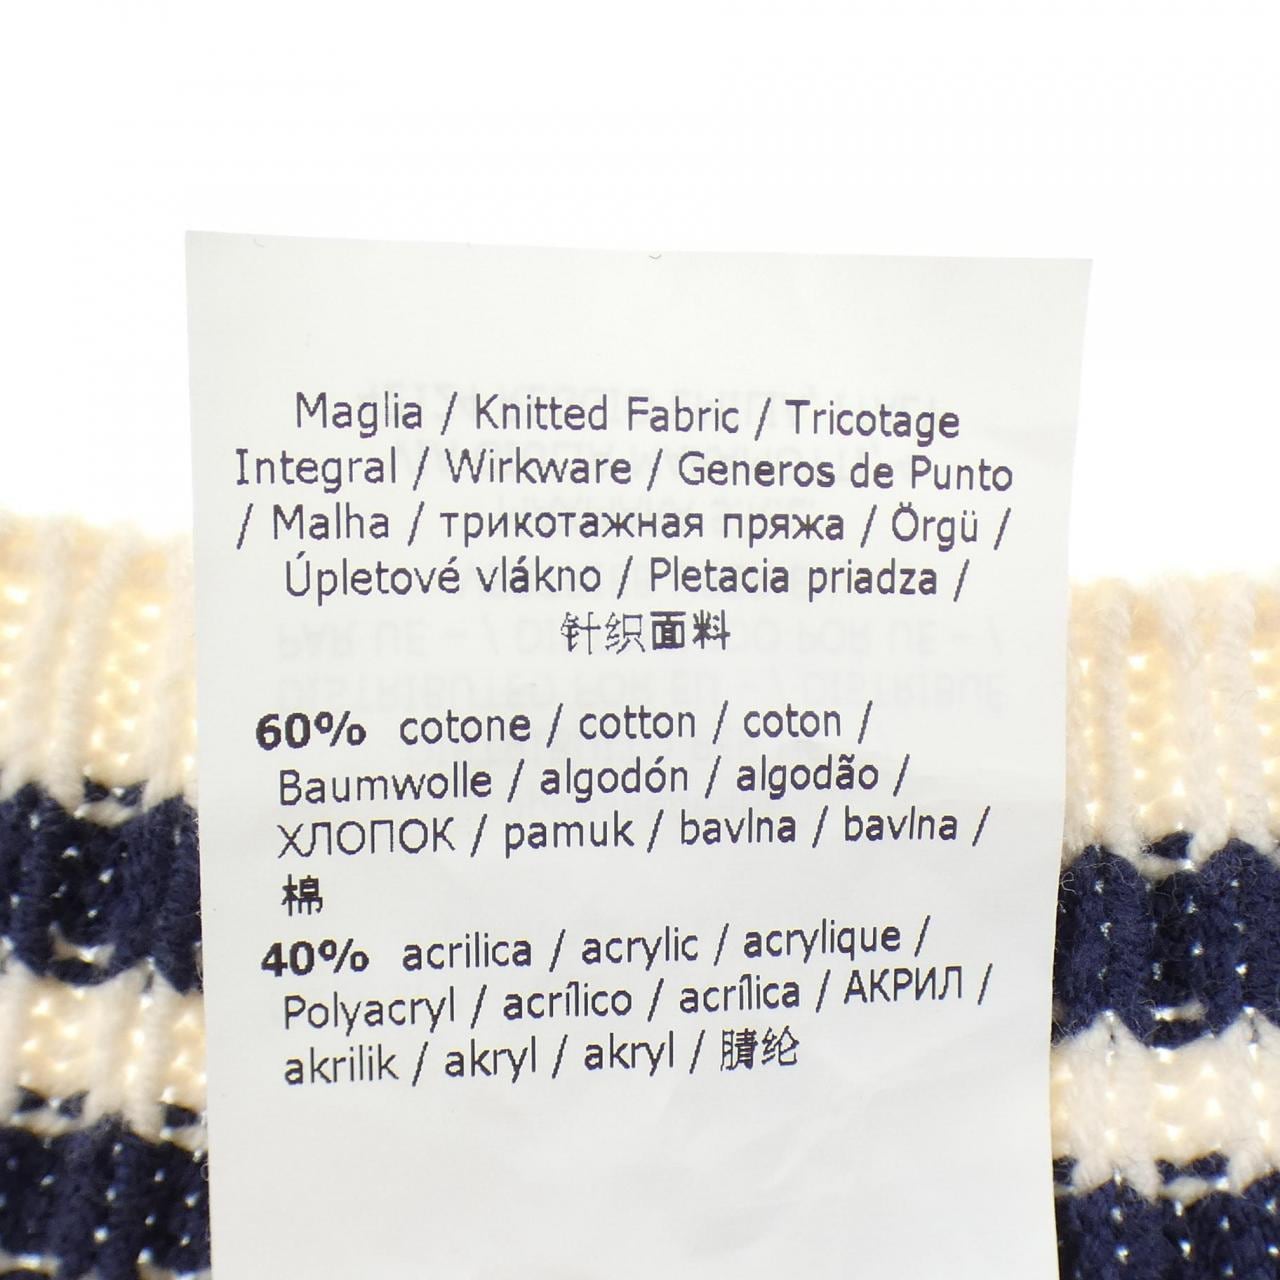 Maglia / Knitted Fabric / Tricotage
Integral / Wirkware / Generos de Punto
/ Malha / трикотажная пряжа / Örgü /
Úpletové vlákno / Pletacia priadza /
针织面料
60% cotone / cotton / coton /
Baumwolle / algodón / algodão /
ХЛОПОК / pamuk / bavlna / bavlna /
棉
40% acrilica / acrylic / acrylique /
Polyacryl / acrílico / acrílica / АКРИЛ /
akrilik / akryl / akryl / 腈纶